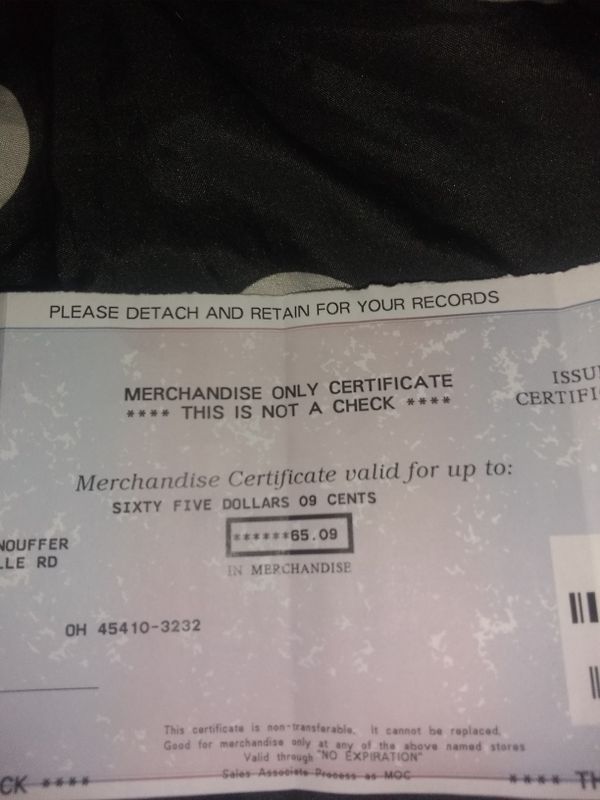 PLEASE DETACH AND RETAIN FOR YOUR RECORDS
MERCHANDISE ONLY CERTIFICATE
**** THIS IS NOT A CHECK ****
ISSU
CERTIFI
Merchandise Certificate valid for up to:
SIXTY FIVE DOLLARS 09 CENTS
******65.09
IN MERCHANDISE
NOUFFER
LLE RD
OH 45410-3232
This certificate is non-transferable. It cannot be replaced.
Good for merchandise only at any of the above named stores
Valid through "NO EXPIRATION"
Sales Associate Process as MOC
CK ****
**** TH